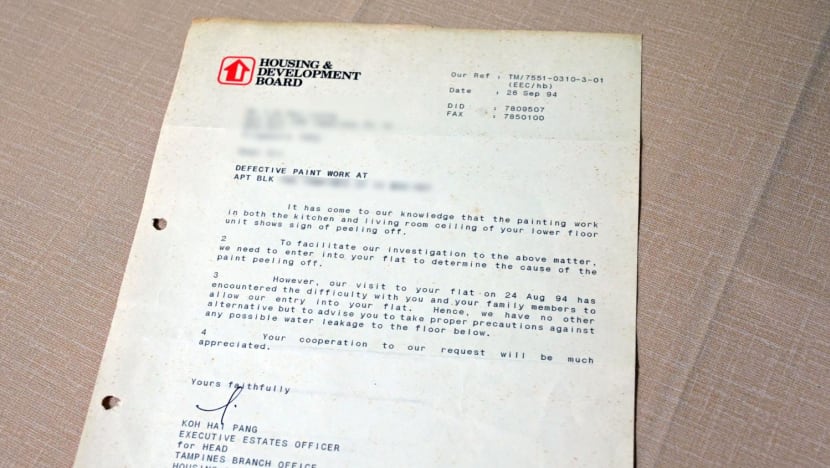 HOUSING &
DEVELOPMENT
BOARD
Our Ref : TM/7551-0310-3-01
(EEC/hb)
Date : 26 Sep 94
DID : 7809507
FAX : 7850100
DEFECTIVE PAINT WORK AT
APT BLK
It has come to our knowledge that the painting work
in both the kitchen and living room ceiling of your lower floor
unit shows sign of peeling off.
2 To facilitate our investigation to the above matter,
we need to enter into your flat to determine the cause of the
paint peeling off.
3 However, our visit to your flat on 24 Aug 94 has
encountered the difficulty with you and your family members to
allow our entry into your flat. Hence, we have no other
alternative but to advise you to take proper precautions against
any possible water leakage to the floor below.
4 Your cooperation to our request will be much
appreciated.
Yours faithfully
KOH HAI PANG
EXECUTIVE ESTATES OFFICER
for HEAD
TAMPINES BRANCH OFFICE